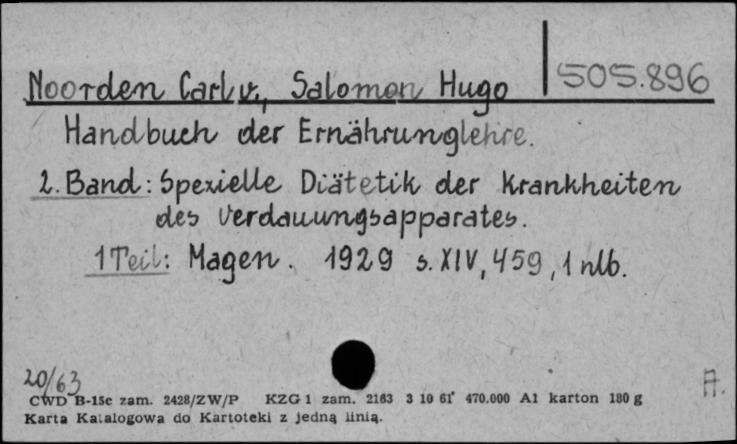 Noorden Carl v., Salomon Hugo 505.896
Handbuch der Ernährunglehre.
2. Band: Spezielle Diätetik der Krankheiten
des Verdauungsapparates.
1 Teil: Magen. 1929 s. XIV, 459, 1 nlb.
20/63
A.
CWD B-15c zam. 2428/ZW/P KZG 1 zam. 2163 3 10 61 470.000 A1 karton 180 g
Karta Katalogowa do Kartoteki z jedną linią.